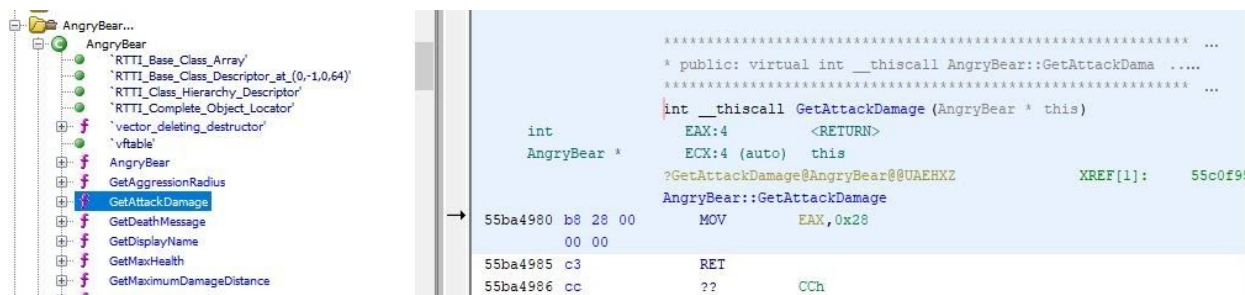 AngryBear...
AngryBear
`RTTI_Base_Class_Array'
`RTTI_Base_Class_Descriptor_at_(0,-1,0,64)'
`RTTI_Class_Hierarchy_Descriptor'
`RTTI_Complete_Object_Locator'
`vector_deleting_destructor'
`vftable'
AngryBear
GetAggressionRadius
GetAttackDamage
GetDeathMessage
GetDisplayName
GetMaxHealth
GetMaximumDamageDistance
************************************************************** ...
* public: virtual int __thiscall AngryBear::GetAttackDama .....
************************************************************** ...
int __thiscall GetAttackDamage(AngryBear * this)
int EAX:4 <RETURN>
AngryBear * ECX:4 (auto) this
?GetAttackDamage@AngryBear@@UAEHXZ XREF[1]: 55c0f95
AngryBear::GetAttackDamage
55ba4980 b8 28 00 MOV EAX,0x28
00 00
55ba4985 c3 RET
55ba4986 cc ?? CCh